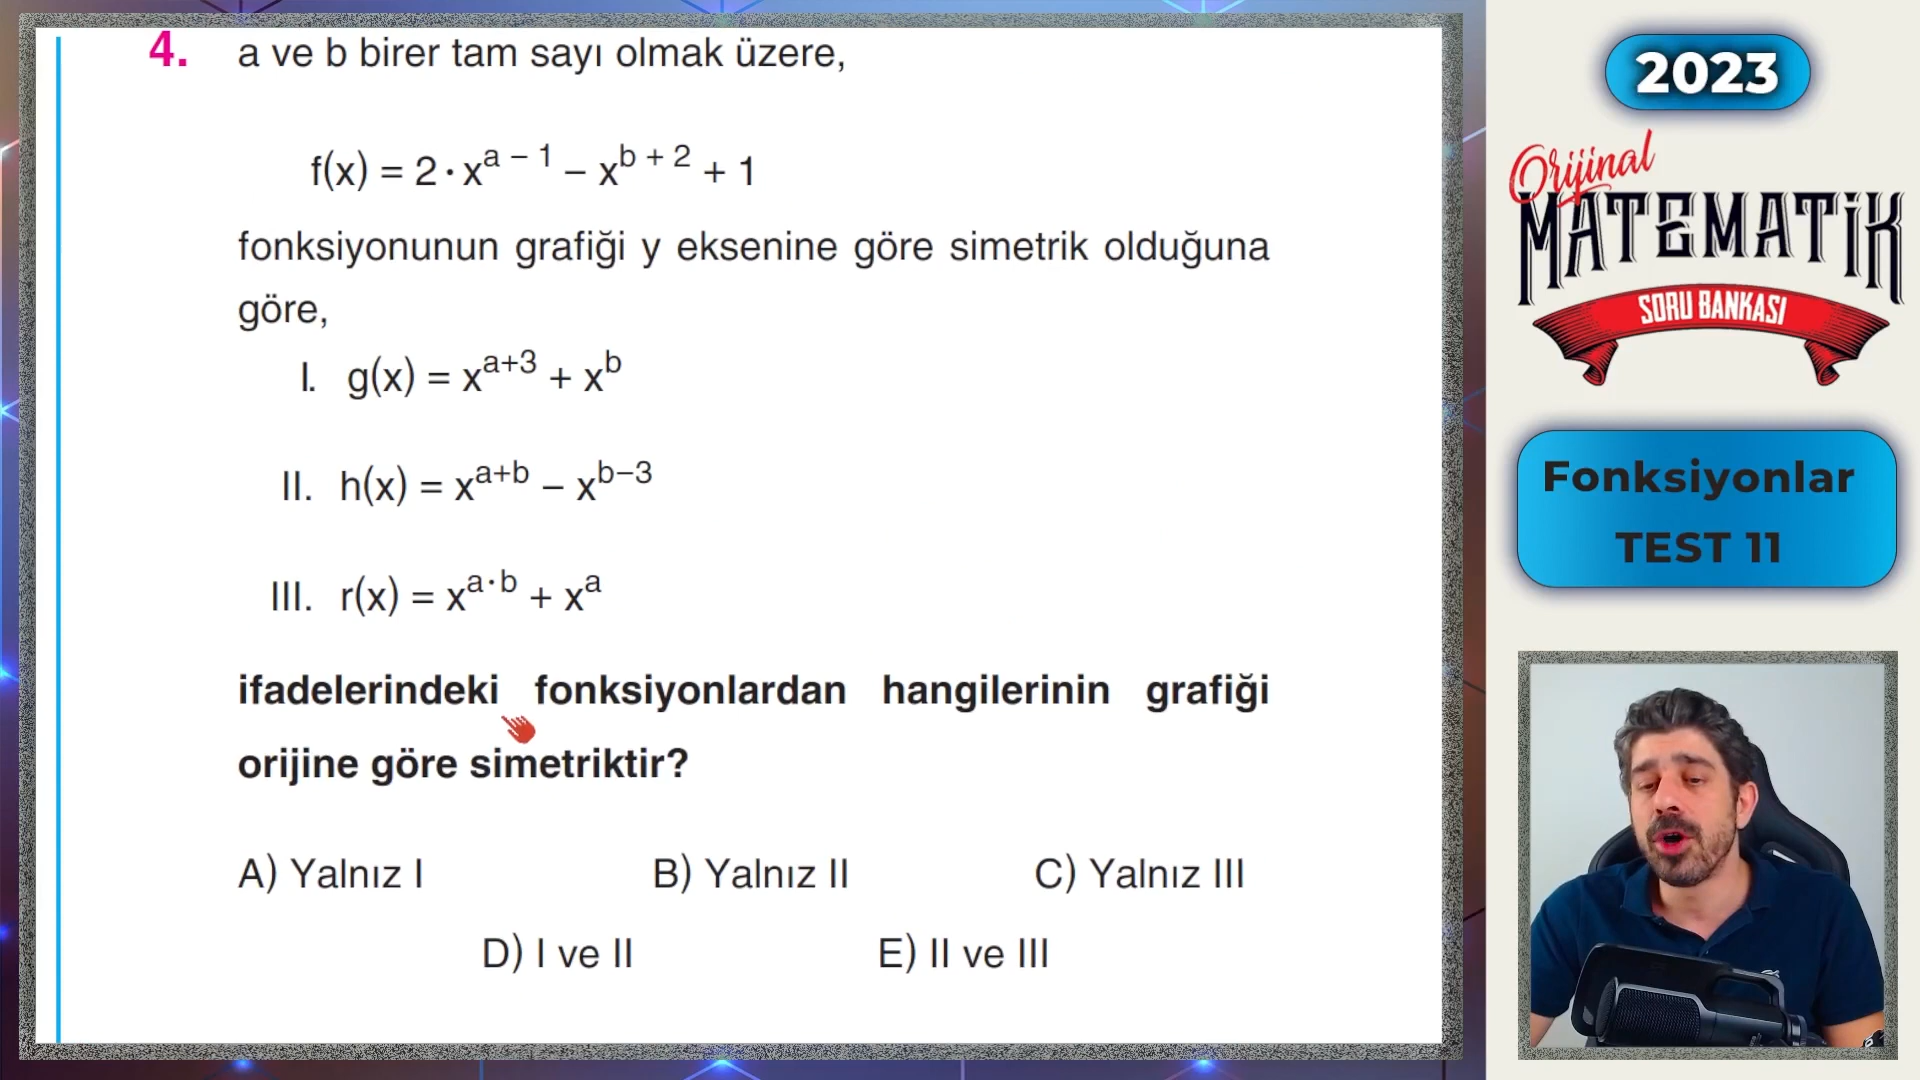 4. a ve b birer tam sayı olmak üzere,
f(x) = 2·x^{a – 1} – x^{b + 2} + 1
fonksiyonunun grafiği y eksenine göre simetrik olduğuna
göre,
I. g(x) = x^{a+3} + x^{b}
II. h(x) = x^{a+b} – x^{b–3}
III. r(x) = x^{a·b} + x^{a}
ifadelerindeki fonksiyonlardan hangilerinin grafiği
orijine göre simetriktir?
A) Yalnız I B) Yalnız II C) Yalnız III
D) I ve II E) II ve III
2023
Orijinal
MATEMATİK
SORU BANKASI
Fonksiyonlar
TEST 11